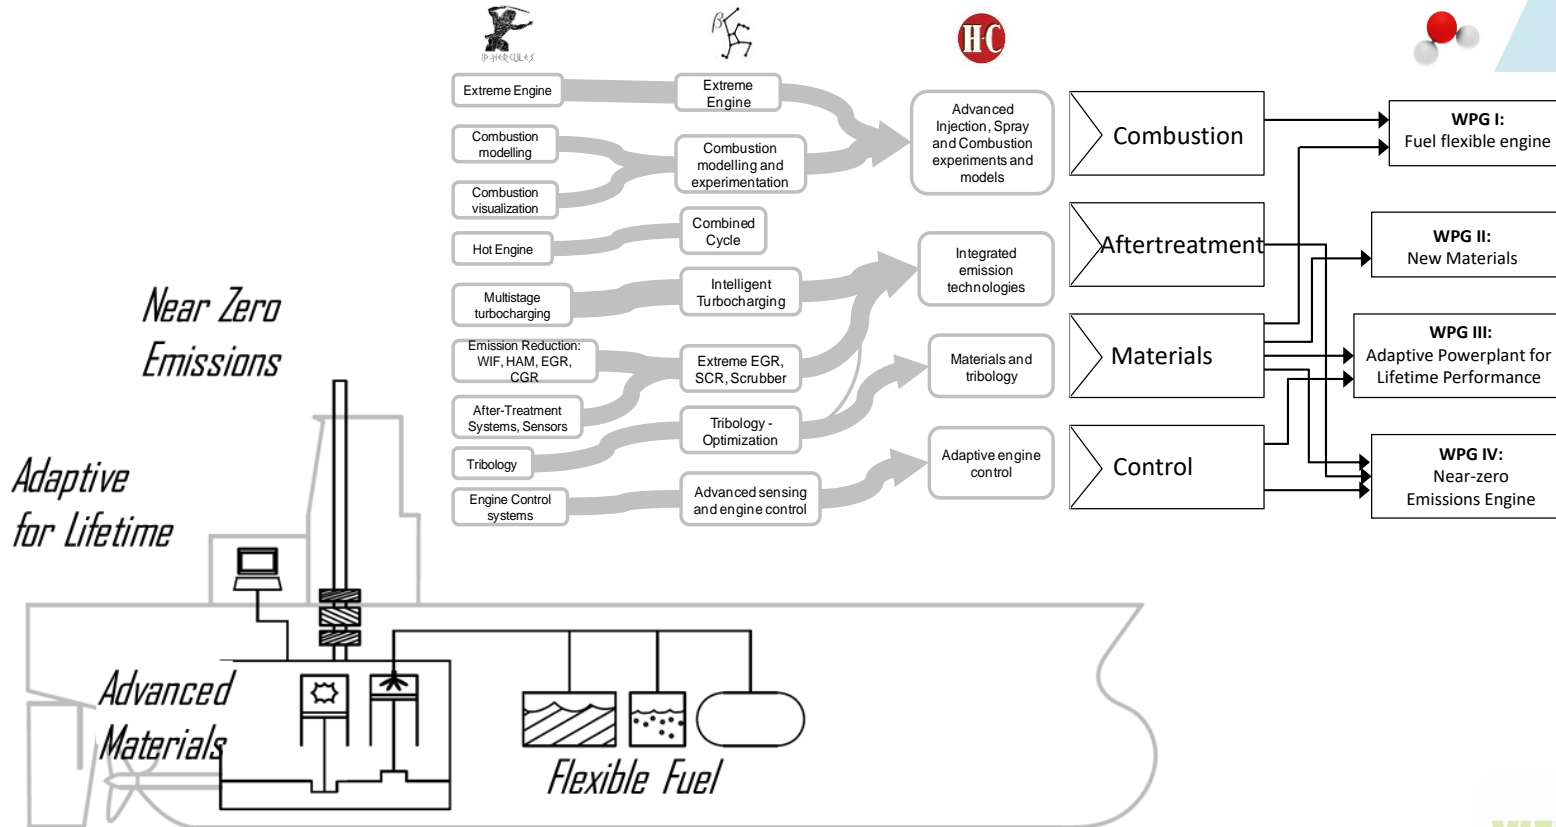 IP-HERCULES
β
H-C
Extreme Engine
Combustion
modelling
Combustion
visualization
Hot Engine
Multistage
turbocharging
Emission Reduction:
WIF, HAM, EGR,
CGR
After-Treatment
Systems, Sensors
Tribology
Engine Control
systems
Extreme
Engine
Combustion
modelling and
experimentation
Combined
Cycle
Intelligent
Turbocharging
Extreme EGR,
SCR, Scrubber
Tribology -
Optimization
Advanced sensing
and engine control
Advanced
Injection, Spray
and Combustion
experiments and
models
Integrated
emission
technologies
Materials and
tribology
Adaptive engine
control
Combustion
Aftertreatment
Materials
Control
WPG I:
Fuel flexible engine
WPG II:
New Materials
WPG III:
Adaptive Powerplant for
Lifetime Performance
WPG IV:
Near-zero
Emissions Engine
Near Zero
Emissions
Adaptive
for Lifetime
Advanced
Materials
Flexible Fuel